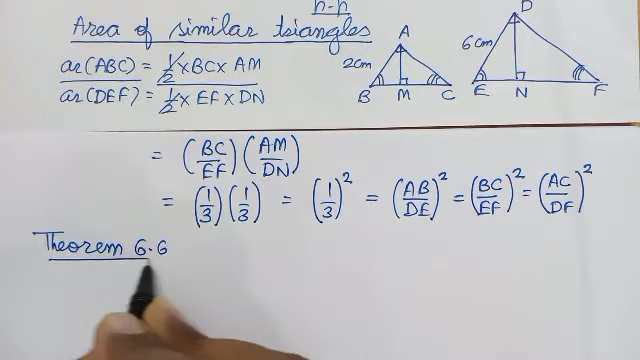 h-h
Area of similar triangles
ar(ABC) = 1/2 × BC × AM
ar(DEF) = 1/2 × EF × DN
A
2cm
B M C
D
6cm
E N F
= (BC/EF) (AM/DN)
= (1/3) (1/3) = (1/3)² = (AB/DE)² = (BC/EF)² = (AC/DF)²
Theorem 6.6